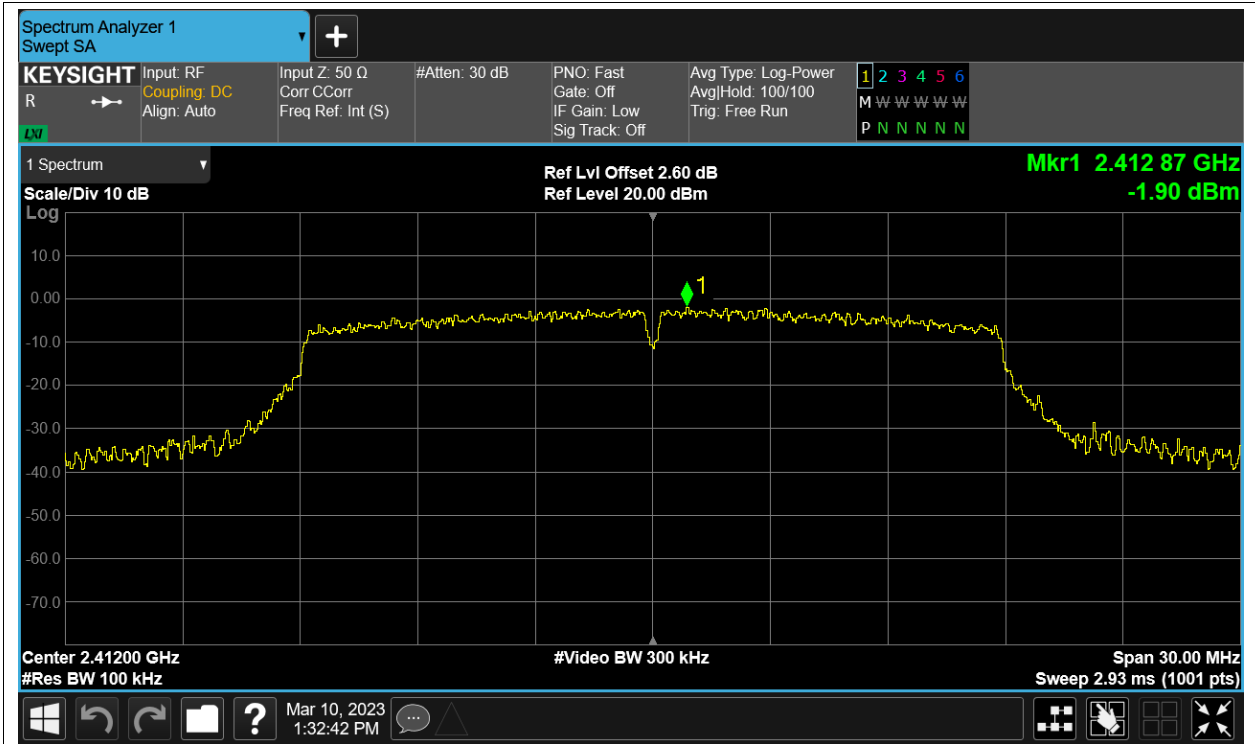 Spectrum Analyzer 1
Swept SA
+
KEYSIGHT
R
LXI
Input: RF
Coupling: DC
Align: Auto
Input Z: 50 Ω
Corr CCorr
Freq Ref: Int (S)
#Atten: 30 dB
PNO: Fast
Gate: Off
IF Gain: Low
Sig Track: Off
Avg Type: Log-Power
Avg|Hold: 100/100
Trig: Free Run
1 2 3 4 5 6
M W W W W W
P N N N N N
1 Spectrum
Scale/Div 10 dB
Ref Lvl Offset 2.60 dB
Ref Level 20.00 dBm
Mkr1 2.412 87 GHz
-1.90 dBm
Log
10.0
0.00
-10.0
-20.0
-30.0
-40.0
-50.0
-60.0
-70.0
1
Center 2.41200 GHz
#Res BW 100 kHz
#Video BW 300 kHz
Span 30.00 MHz
Sweep 2.93 ms (1001 pts)
?
Mar 10, 2023
1:32:42 PM